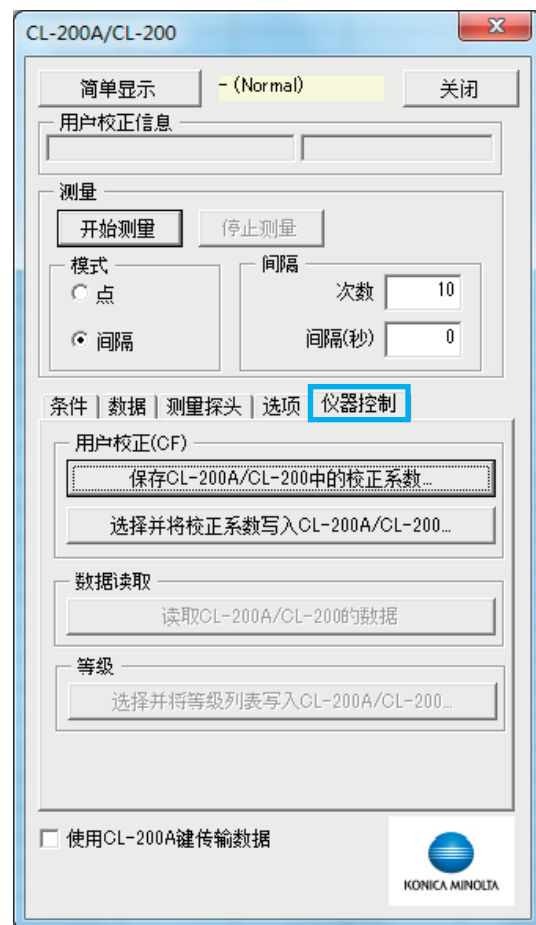 CL-200A/CL-200
简单显示 - (Normal) 关闭
用户校正信息
测量
开始测量 停止测量
模式 间隔
点 次数 10
间隔 间隔(秒) 0
条件 数据 测量探头 选项 仪器控制
用户校正(CF)
保存CL-200A/CL-200中的校正系数...
选择并将校正系数写入CL-200A/CL-200...
数据读取
读取CL-200A/CL-200的数据
等级
选择并将等级列表写入CL-200A/CL-200...
使用CL-200A键传输数据
KONICA MINOLTA